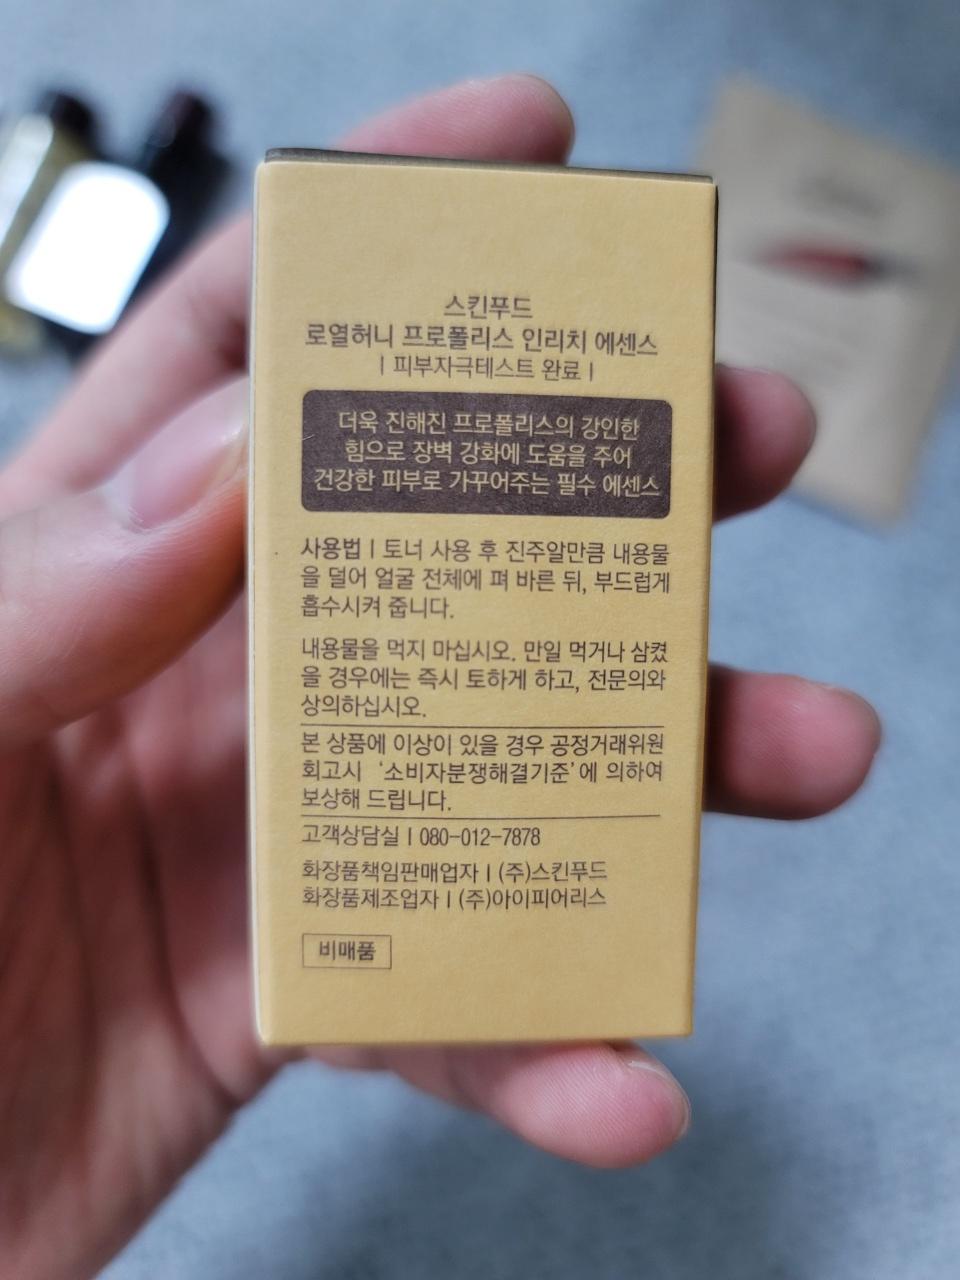 스킨푸드
로열허니 프로폴리스 인리치 에센스
| 피부자극테스트 완료 |
더욱 진해진 프로폴리스의 강인한
힘으로 장벽 강화에 도움을 주어
건강한 피부로 가꾸어주는 필수 에센스
사용법 | 토너 사용 후 진주알만큼 내용물
을 덜어 얼굴 전체에 펴 바른 뒤, 부드럽게
흡수시켜 줍니다.
내용물을 먹지 마십시오. 만일 먹거나 삼켰
을 경우에는 즉시 토하게 하고, 전문의와
상의하십시오.
본 상품에 이상이 있을 경우 공정거래위원
회고시 '소비자분쟁해결기준'에 의하여
보상해 드립니다.
고객상담실 | 080-012-7878
화장품책임판매업자 | (주)스킨푸드
화장품제조업자 | (주)아이피어리스
비매품